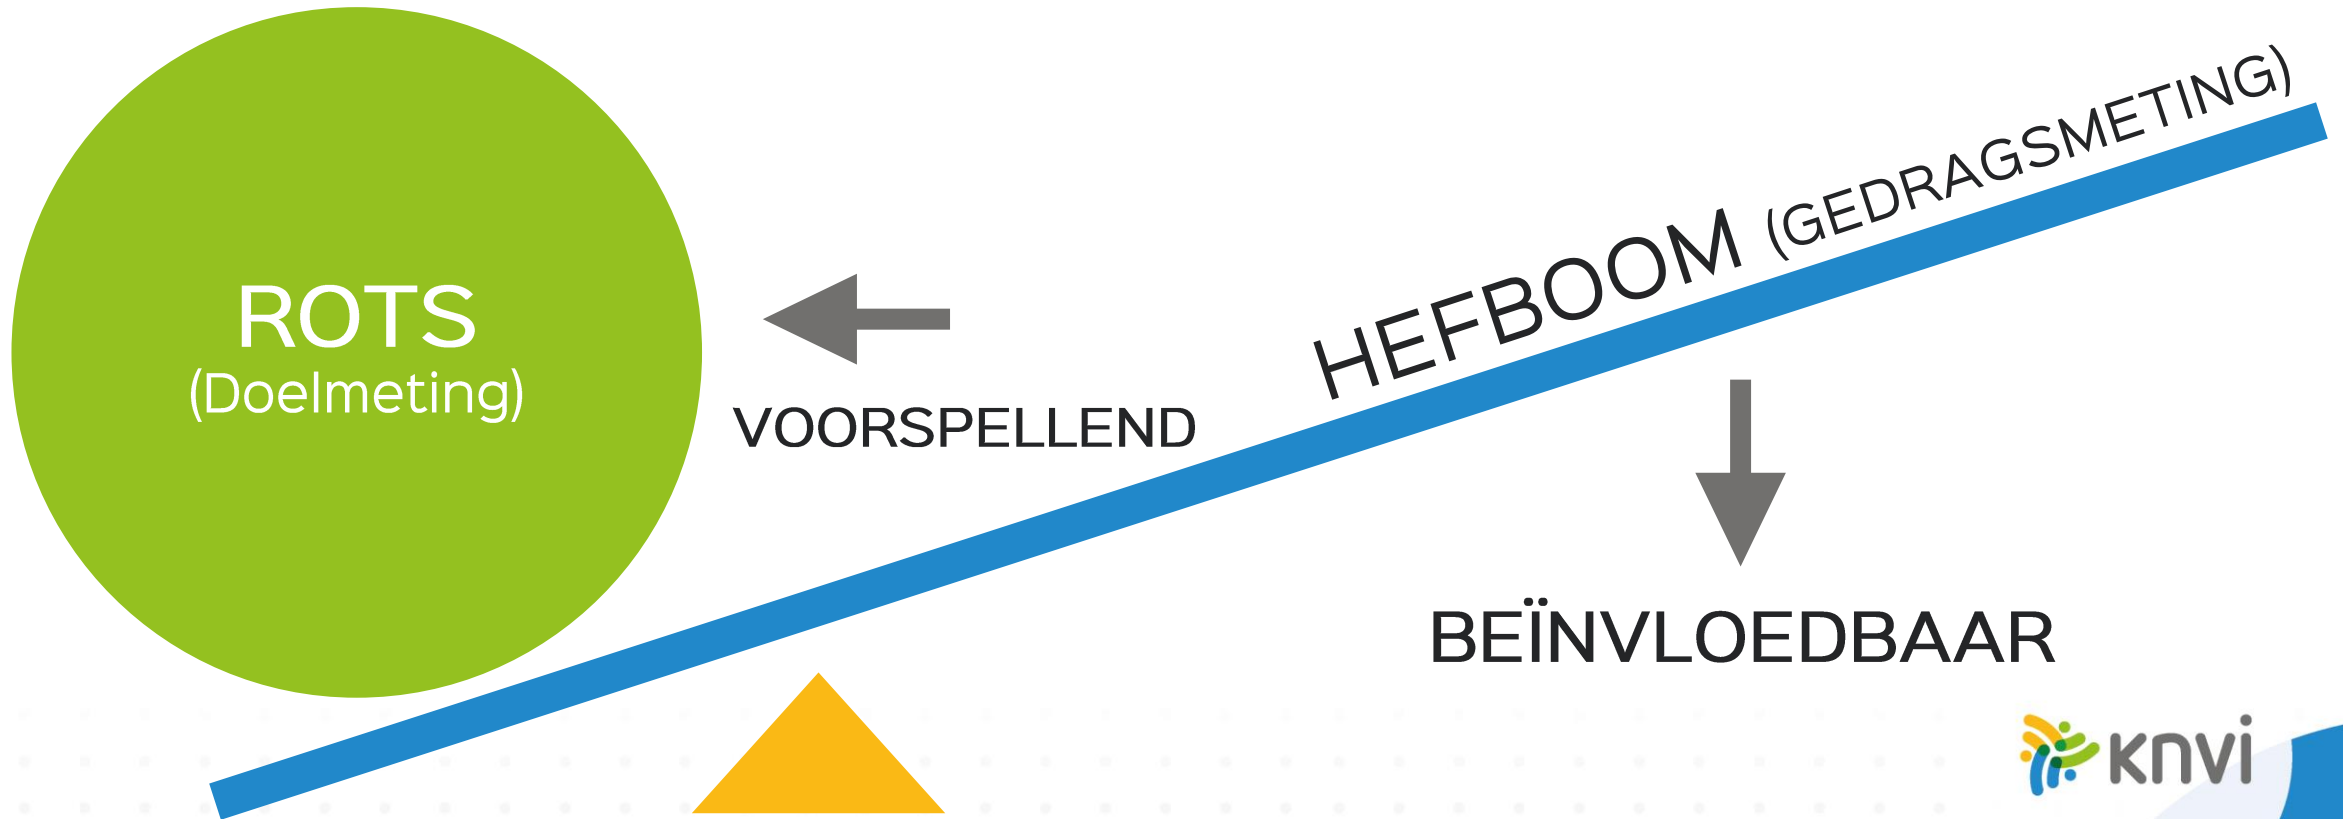 ROTS
(Doelmeting)
VOORSPELLEND
HEFBOOM (GEDRAGSMETING)
BEÏNVLOEDBAAR
knvi